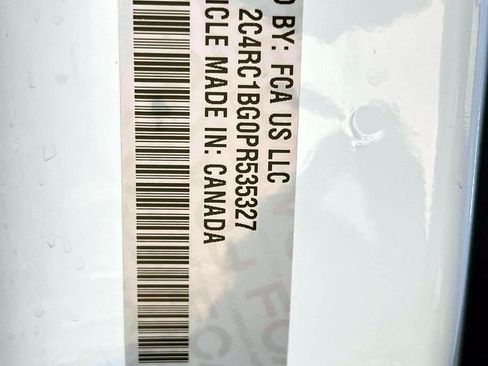 D BY: FCA US LLC
2C4RC1BG0PR535327
ICLE MADE IN: CANADA